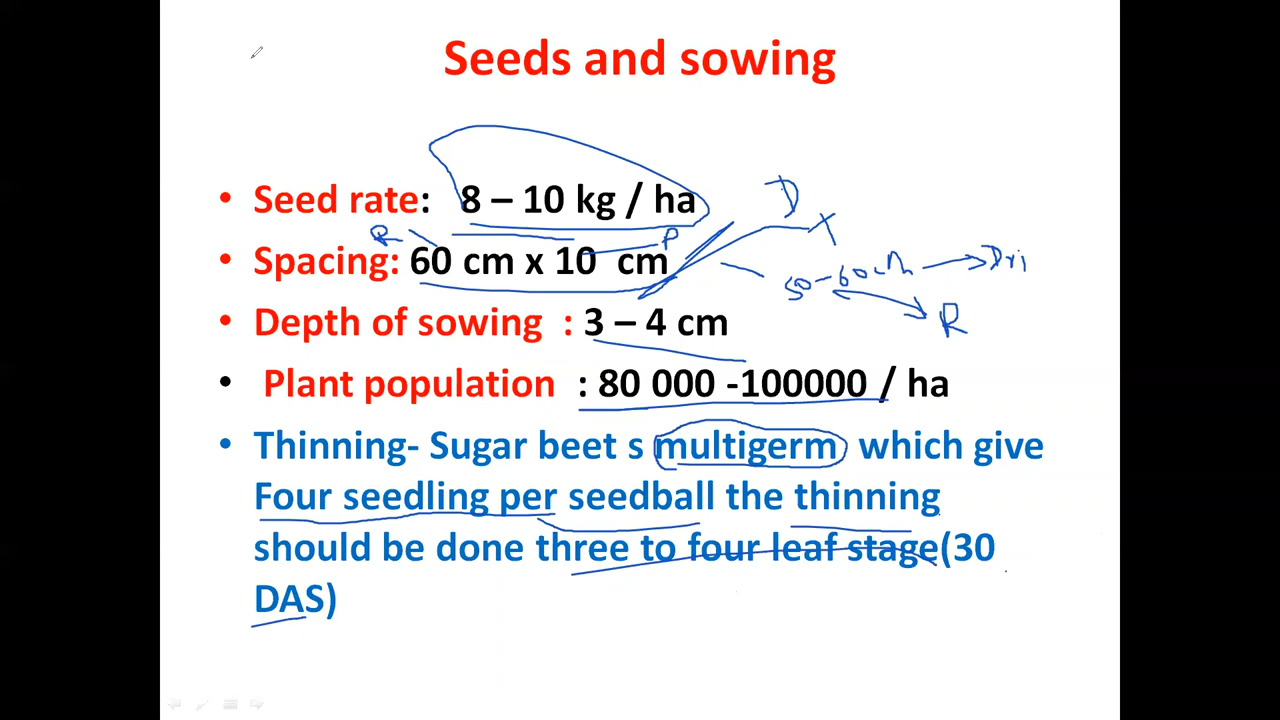 Seeds and sowing
D
• Seed rate: 8 – 10 kg / ha
R
P
X
• Spacing: 60 cm x 10 cm
50-60cm Dri
• Depth of sowing : 3 – 4 cm
R
• Plant population : 80 000 -100000 / ha
• Thinning- Sugar beet s multigerm which give
Four seedling per seedball the thinning
should be done three to four leaf stage(30
DAS)